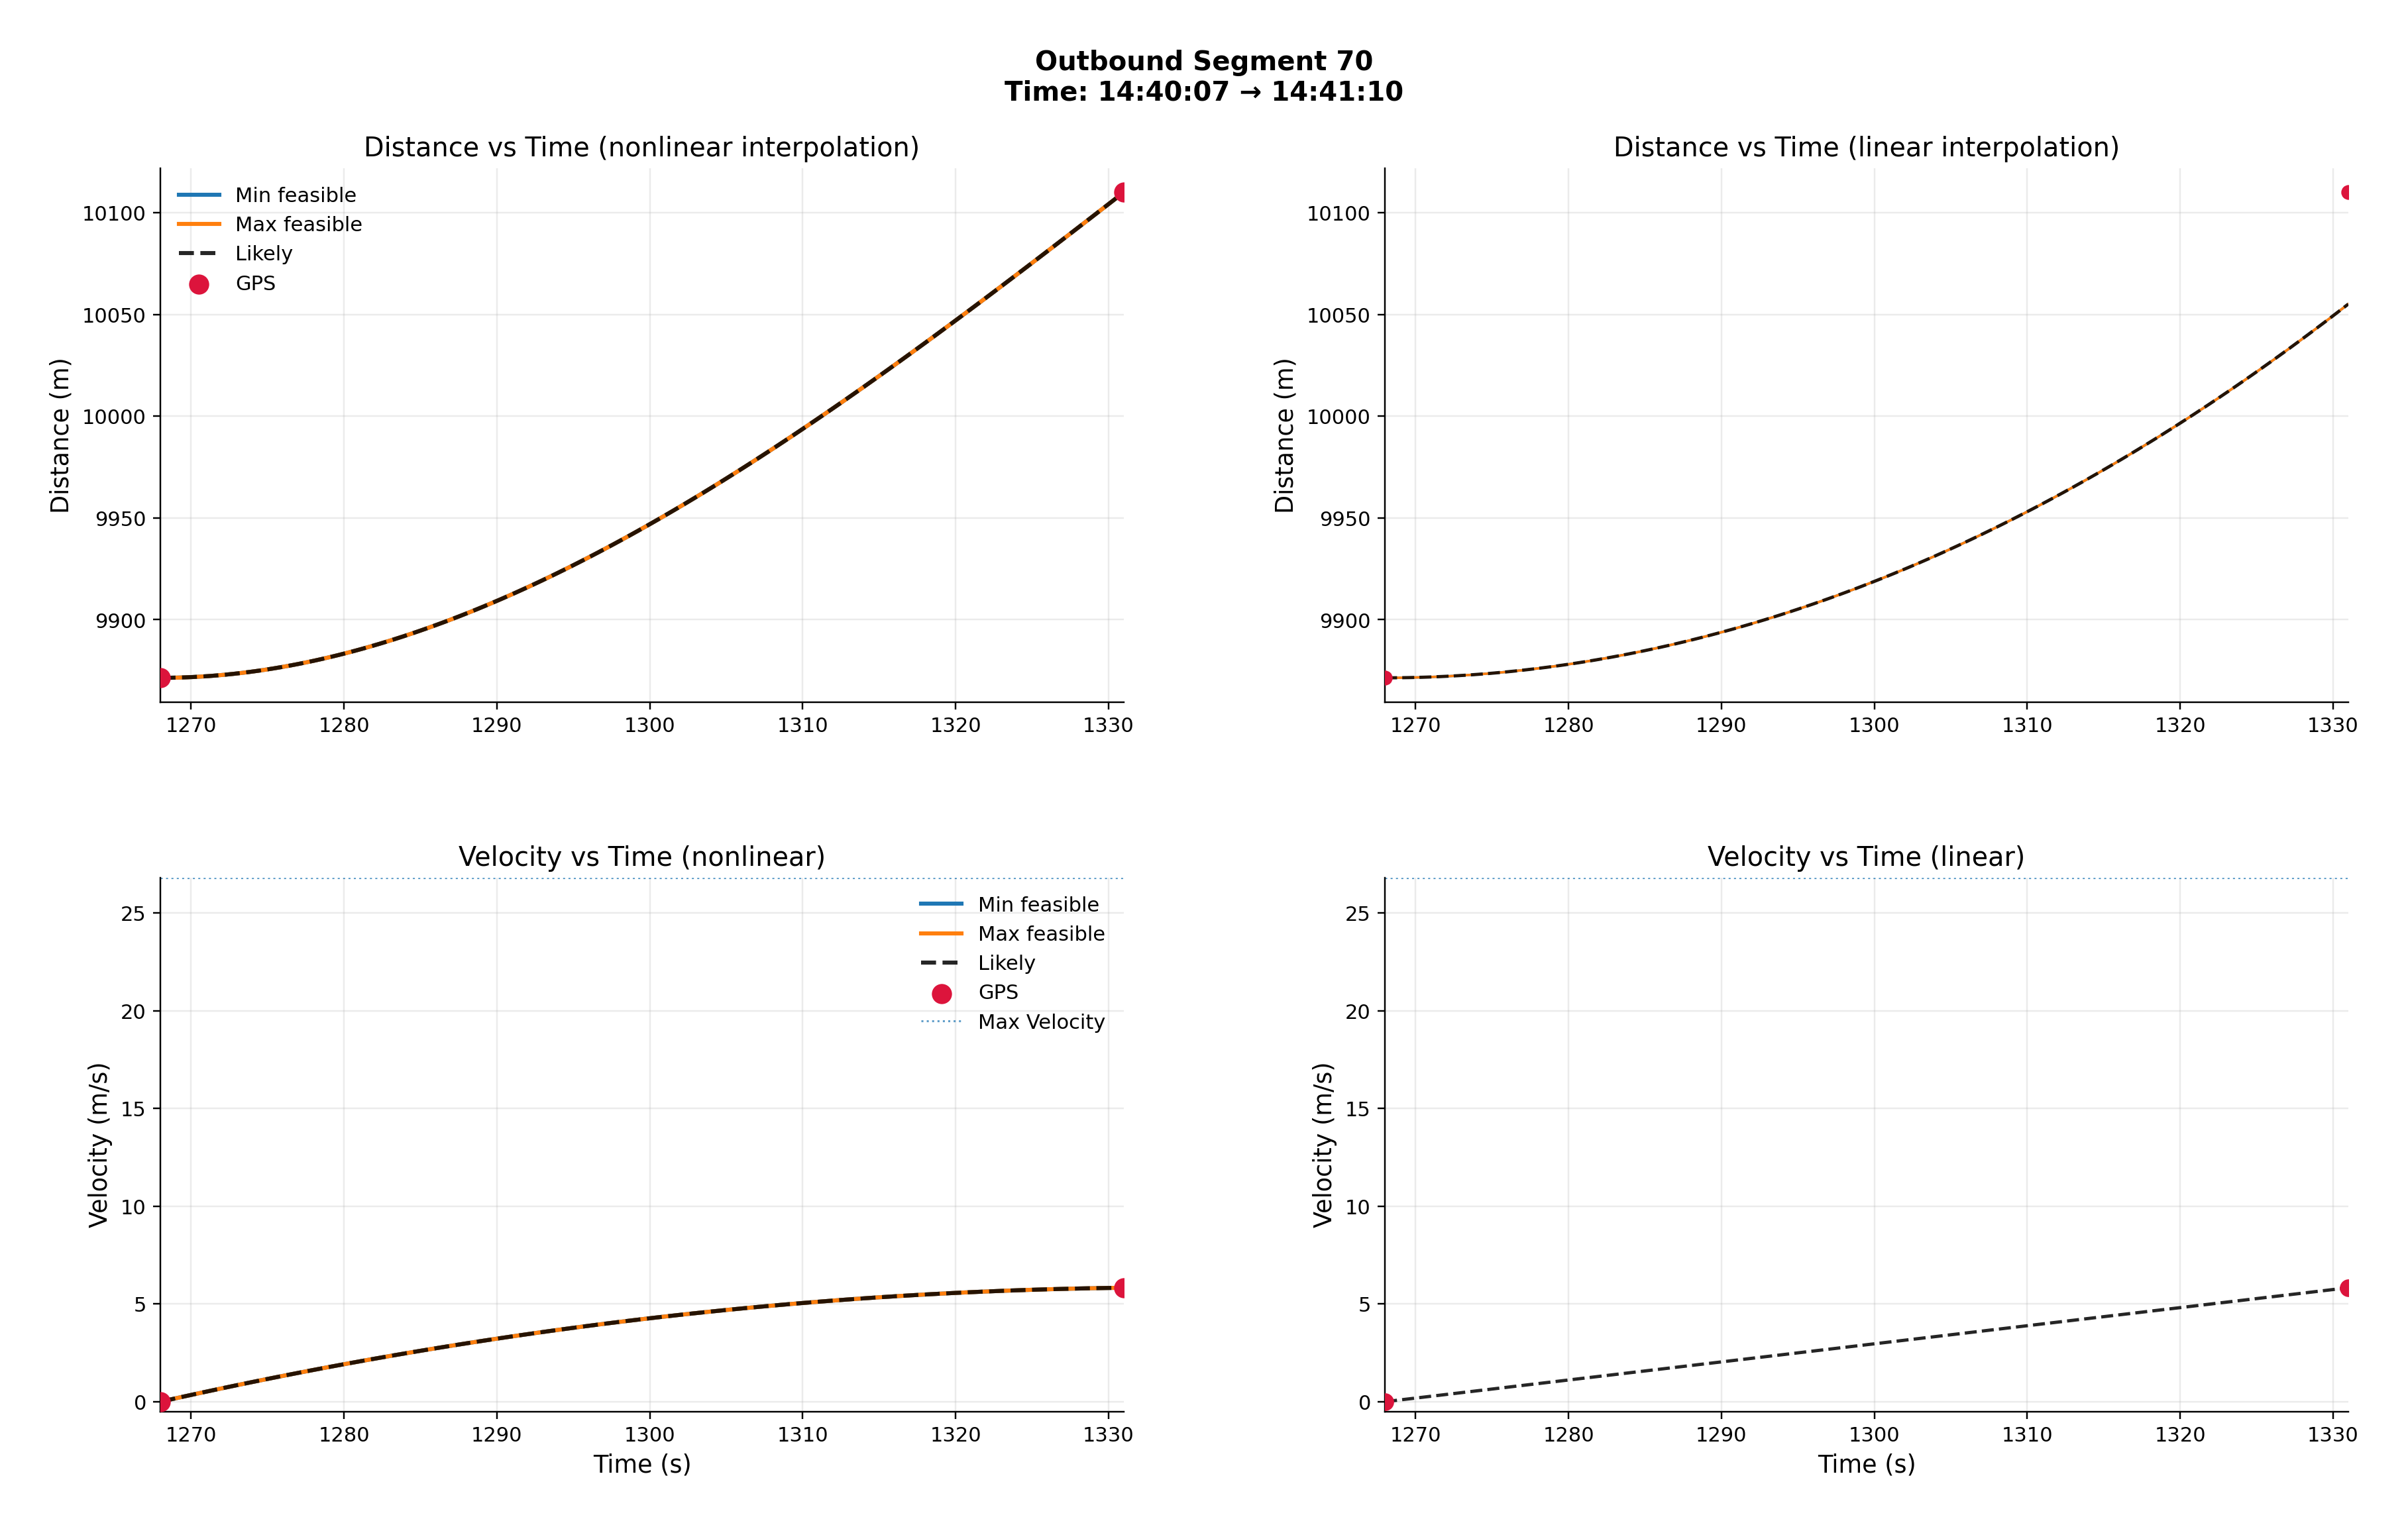 Outbound Segment 70
Time: 14:40:07 → 14:41:10
Distance vs Time (nonlinear interpolation)
Distance (m)
10100
10050
10000
9950
9900
Min feasible
Max feasible
Likely
GPS
1270 1280 1290 1300 1310 1320 1330
Distance vs Time (linear interpolation)
Distance (m)
10100
10050
10000
9950
9900
1270 1280 1290 1300 1310 1320 1330
Velocity vs Time (nonlinear)
Velocity (m/s)
25
20
15
10
5
0
Min feasible
Max feasible
Likely
GPS
Max Velocity
1270 1280 1290 1300 1310 1320 1330
Time (s)
Velocity vs Time (linear)
Velocity (m/s)
25
20
15
10
5
0
1270 1280 1290 1300 1310 1320 1330
Time (s)